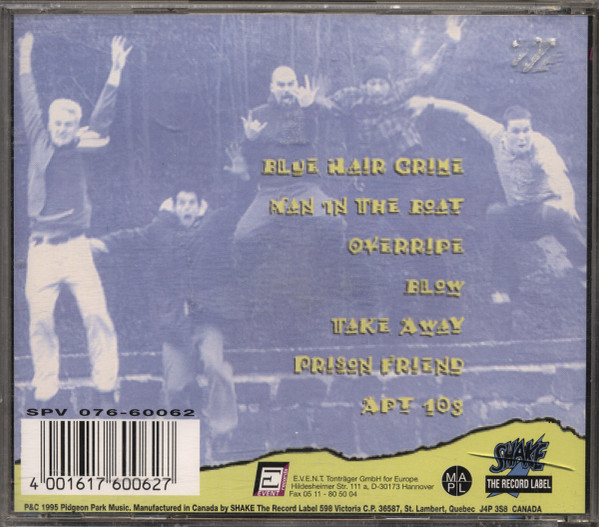 BLUE HAIR CRIME
MAN IN THE BOAT
OVERRIPE
BLOW
TAKE AWAY
PRISON FRIEND
APT 108
SPV 076-60062
4 001617 600627
E
EVENT
E.V.E.N.T. Tonträger GmbH for Europe
Hildesheimer Str. 111 a, D-30173 Hannover
Fax 05 11 - 80 50 04
M A
P L
SHAKE
THE RECORD LABEL
P&C 1995 Pidgeon Park Music. Manufactured in Canada by SHAKE The Record Label 598 Victoria C.P. 36587, St. Lambert, Quebec J4P 3S8 CANADA